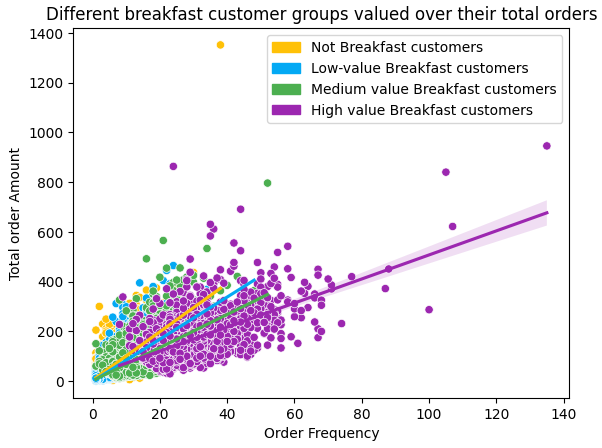 Different breakfast customer groups valued over their total orders
Not Breakfast customers
Low-value Breakfast customers
Medium value Breakfast customers
High value Breakfast customers
Total order Amount
1400
1200
1000
800
600
400
200
0
0 20 40 60 80 100 120 140
Order Frequency